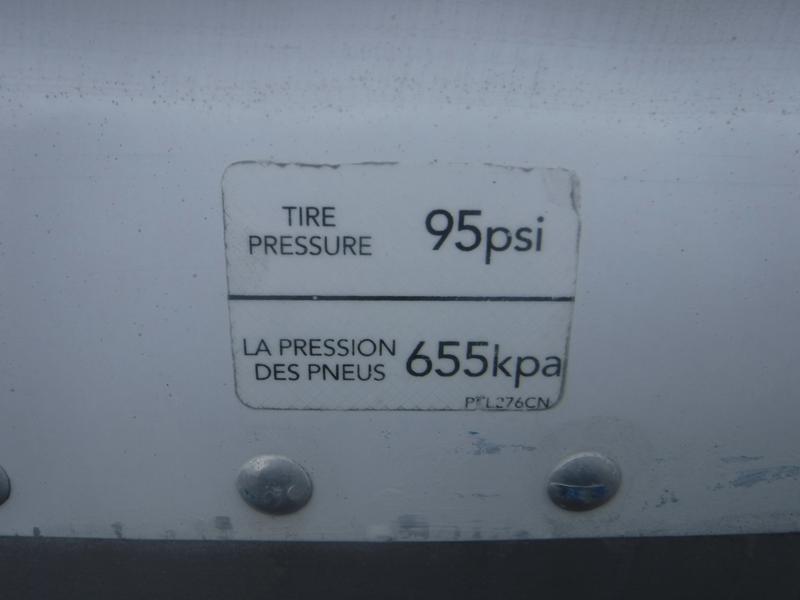 TIRE
PRESSURE 95psi
LA PRESSION
DES PNEUS 655kpa